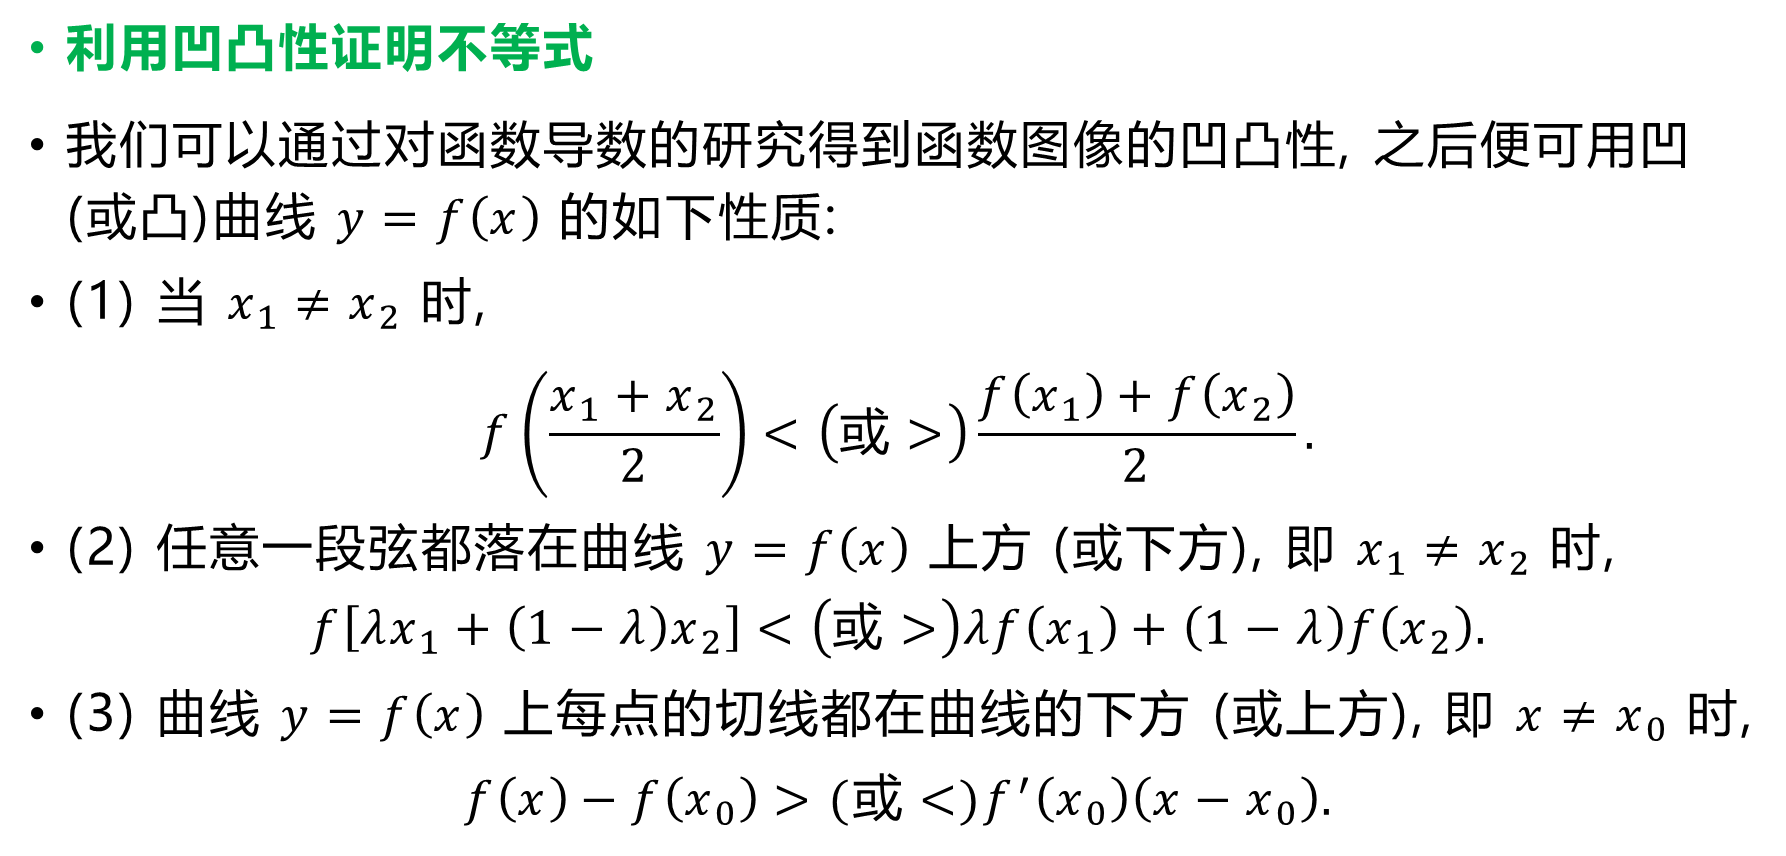 • 利用凹凸性证明不等式
• 我们可以通过对函数导数的研究得到函数图像的凹凸性, 之后便可用凹
(或凸)曲线 y = f(x) 的如下性质:
• (1) 当 x₁ ≠ x₂ 时,
f((x₁ + x₂)/2) < (或 >) (f(x₁) + f(x₂))/2.
• (2) 任意一段弦都落在曲线 y = f(x) 上方 (或下方), 即 x₁ ≠ x₂ 时,
f[λx₁ + (1 − λ)x₂] < (或 >)λf(x₁) + (1 − λ)f(x₂).
• (3) 曲线 y = f(x) 上每点的切线都在曲线的下方 (或上方), 即 x ≠ x₀ 时,
f(x) − f(x₀) > (或 <)f′(x₀)(x − x₀).